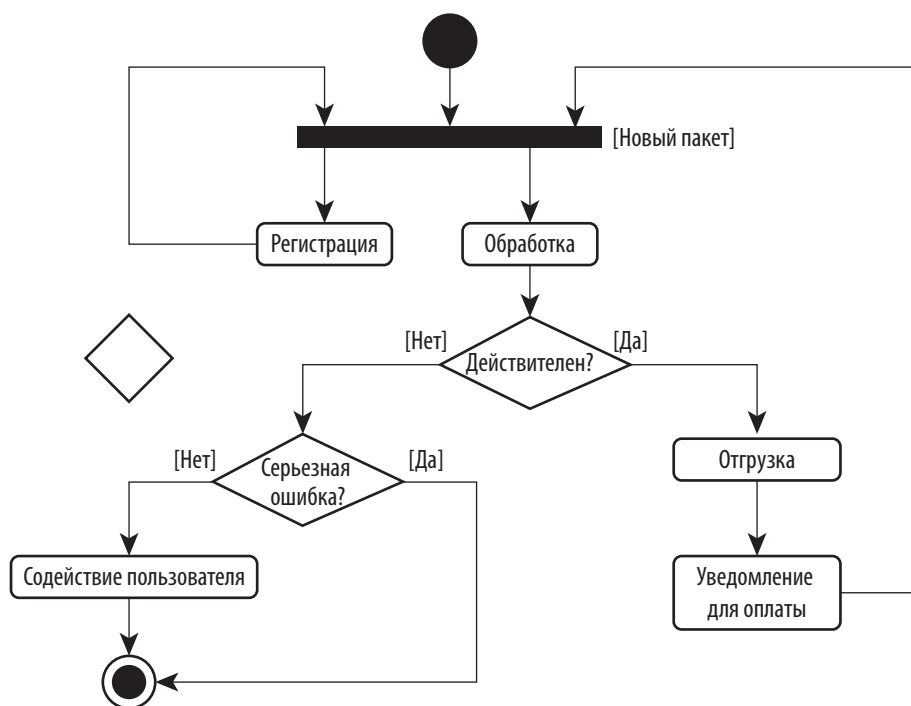 [Новый пакет]
Регистрация
Обработка
[Нет]
[Да]
Действителен?
[Нет]
[Да]
Серьезная
ошибка?
Отгрузка
Содействие пользователя
Уведомление
для оплаты